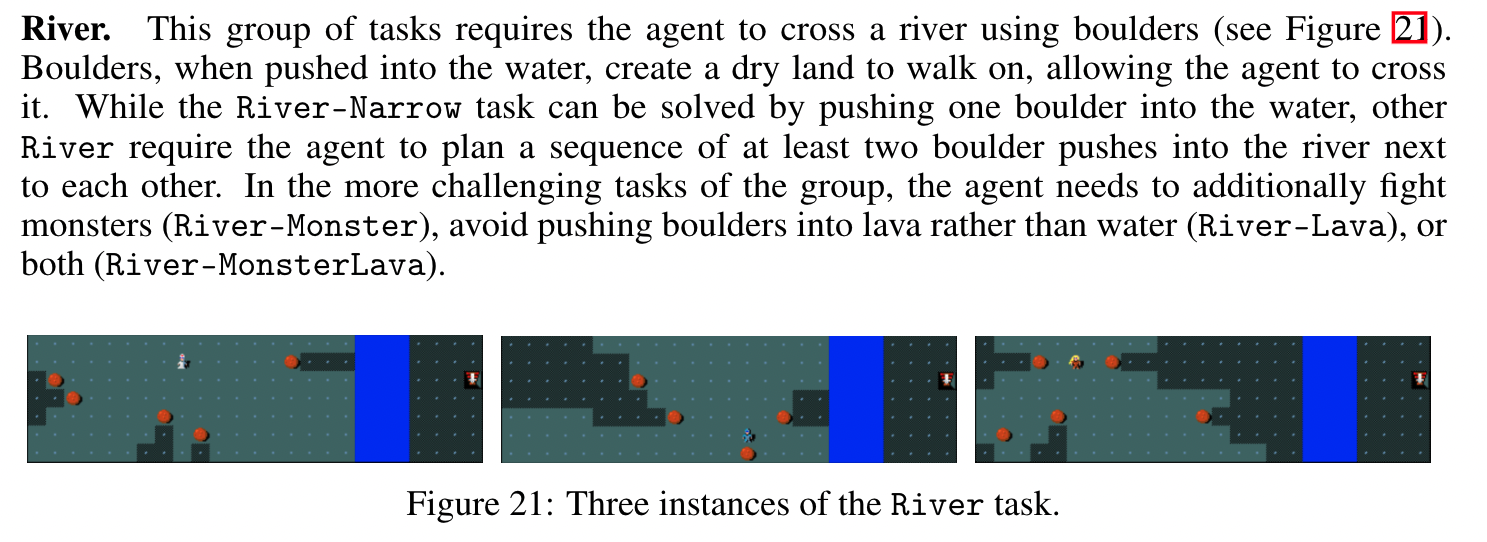 River. This group of tasks requires the agent to cross a river using boulders (see Figure 21).
Boulders, when pushed into the water, create a dry land to walk on, allowing the agent to cross
it. While the River-Narrow task can be solved by pushing one boulder into the water, other
River require the agent to plan a sequence of at least two boulder pushes into the river next
to each other. In the more challenging tasks of the group, the agent needs to additionally fight
monsters (River-Monster), avoid pushing boulders into lava rather than water (River-Lava), or
both (River-MonsterLava).
Figure 21: Three instances of the River task.